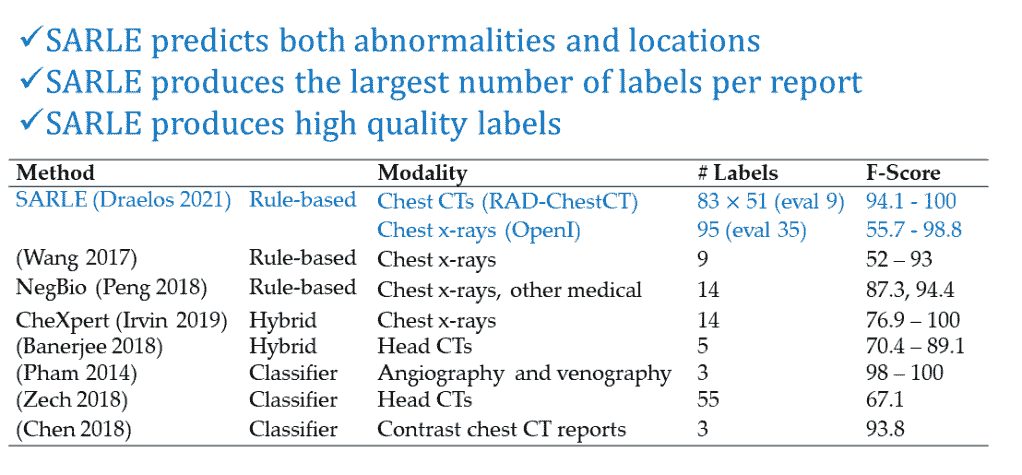 ✓SARLE predicts both abnormalities and locations
✓SARLE produces the largest number of labels per report
✓SARLE produces high quality labels
Method Modality # Labels F-Score
SARLE (Draelos 2021) Rule-based Chest CTs (RAD-ChestCT) 83 × 51 (eval 9) 94.1 - 100
Chest x-rays (OpenI) 95 (eval 35) 55.7 - 98.8
(Wang 2017) Rule-based Chest x-rays 9 52 – 93
NegBio (Peng 2018) Rule-based Chest x-rays, other medical 14 87.3, 94.4
CheXpert (Irvin 2019) Hybrid Chest x-rays 14 76.9 – 100
(Banerjee 2018) Hybrid Head CTs 5 70.4 – 89.1
(Pham 2014) Classifier Angiography and venography 3 98 – 100
(Zech 2018) Classifier Head CTs 55 67.1
(Chen 2018) Classifier Contrast chest CT reports 3 93.8